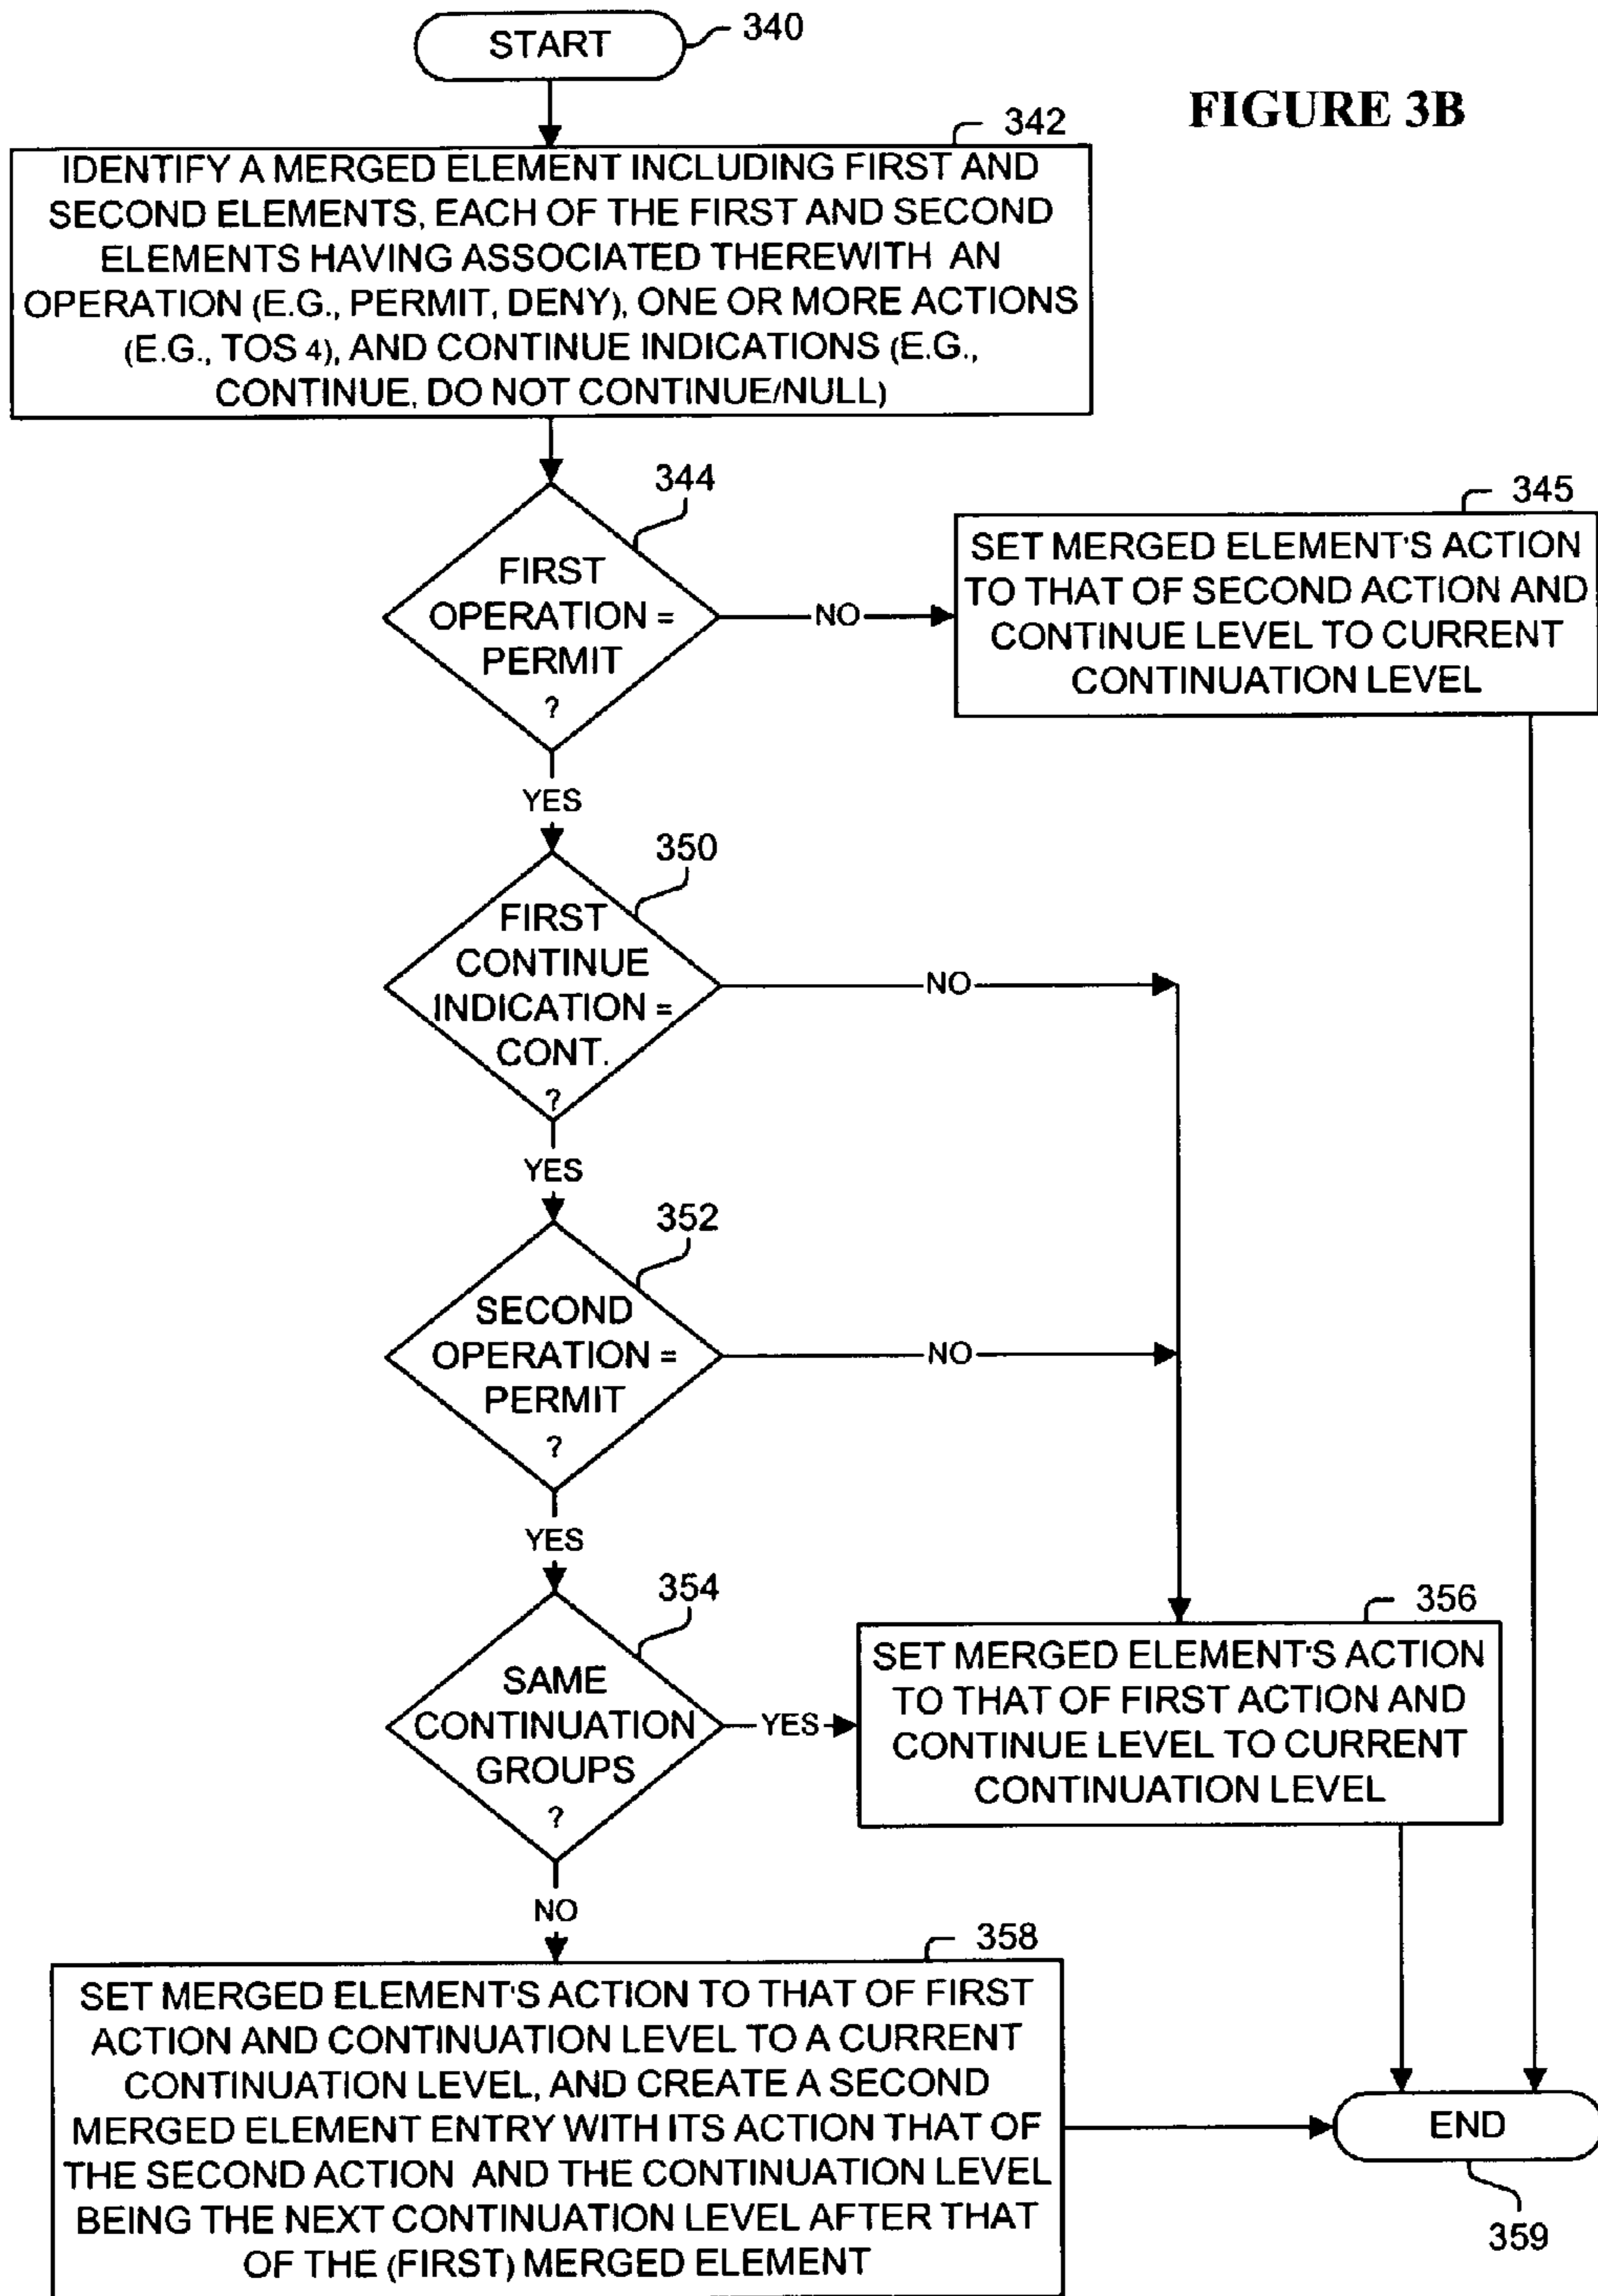 START
340
FIGURE 3B
342
IDENTIFY A MERGED ELEMENT INCLUDING FIRST AND
SECOND ELEMENTS, EACH OF THE FIRST AND SECOND
ELEMENTS HAVING ASSOCIATED THEREWITH AN
OPERATION (E.G., PERMIT, DENY), ONE OR MORE ACTIONS
(E.G., TOS 4), AND CONTINUE INDICATIONS (E.G.,
CONTINUE, DO NOT CONTINUE/NULL)
344
FIRST
OPERATION =
PERMIT
?
NO
345
SET MERGED ELEMENT'S ACTION
TO THAT OF SECOND ACTION AND
CONTINUE LEVEL TO CURRENT
CONTINUATION LEVEL
YES
350
FIRST
CONTINUE
INDICATION =
CONT.
?
NO
YES
352
SECOND
OPERATION =
PERMIT
?
NO
YES
354
SAME
CONTINUATION
GROUPS
?
YES
356
SET MERGED ELEMENT'S ACTION
TO THAT OF FIRST ACTION AND
CONTINUE LEVEL TO CURRENT
CONTINUATION LEVEL
NO
358
SET MERGED ELEMENT'S ACTION TO THAT OF FIRST
ACTION AND CONTINUATION LEVEL TO A CURRENT
CONTINUATION LEVEL, AND CREATE A SECOND
MERGED ELEMENT ENTRY WITH ITS ACTION THAT OF
THE SECOND ACTION AND THE CONTINUATION LEVEL
BEING THE NEXT CONTINUATION LEVEL AFTER THAT
OF THE (FIRST) MERGED ELEMENT
END
359